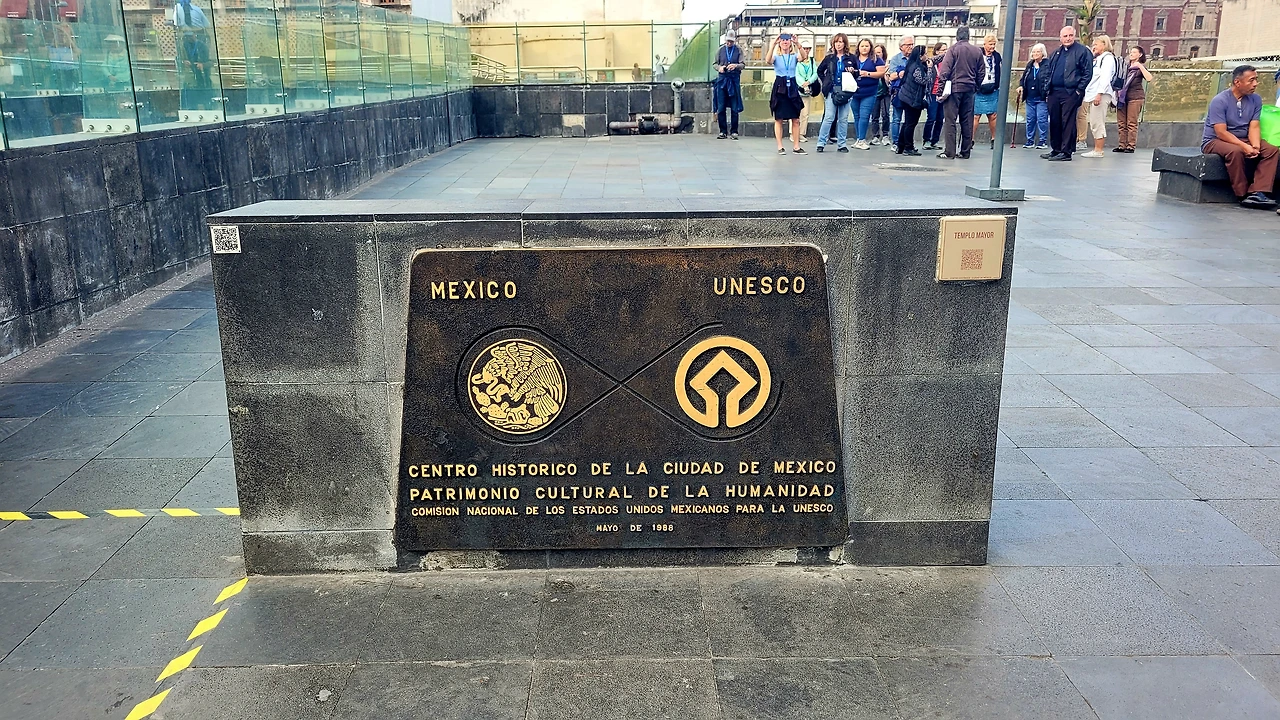 MEXICO
UNESCO
TEMPLO MAYOR
CENTRO HISTORICO DE LA CIUDAD DE MEXICO
PATRIMONIO CULTURAL DE LA HUMANIDAD
COMISION NACIONAL DE LOS ESTADOS UNIDOS MEXICANOS PARA LA UNESCO
MAYO DE 1988